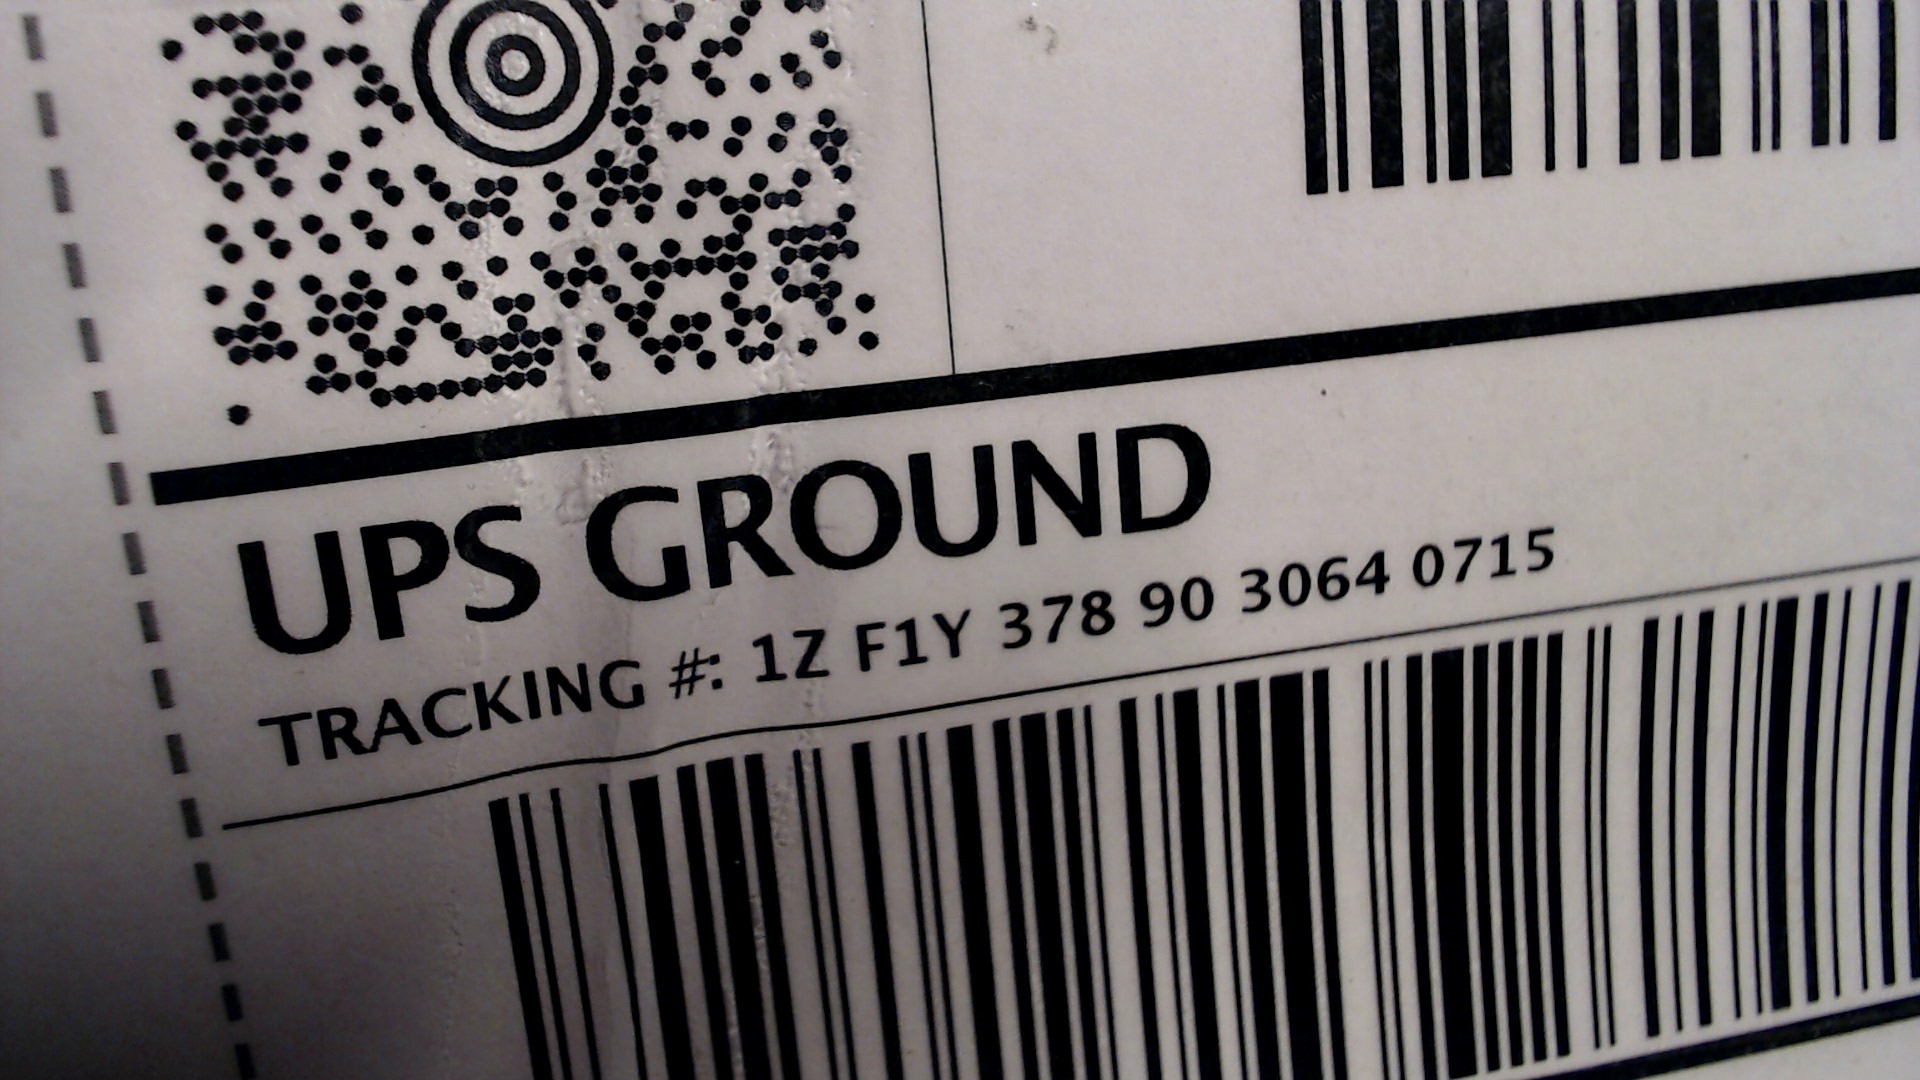 UPS GROUND
TRACKING #: 1Z F1Y 378 90 3064 0715